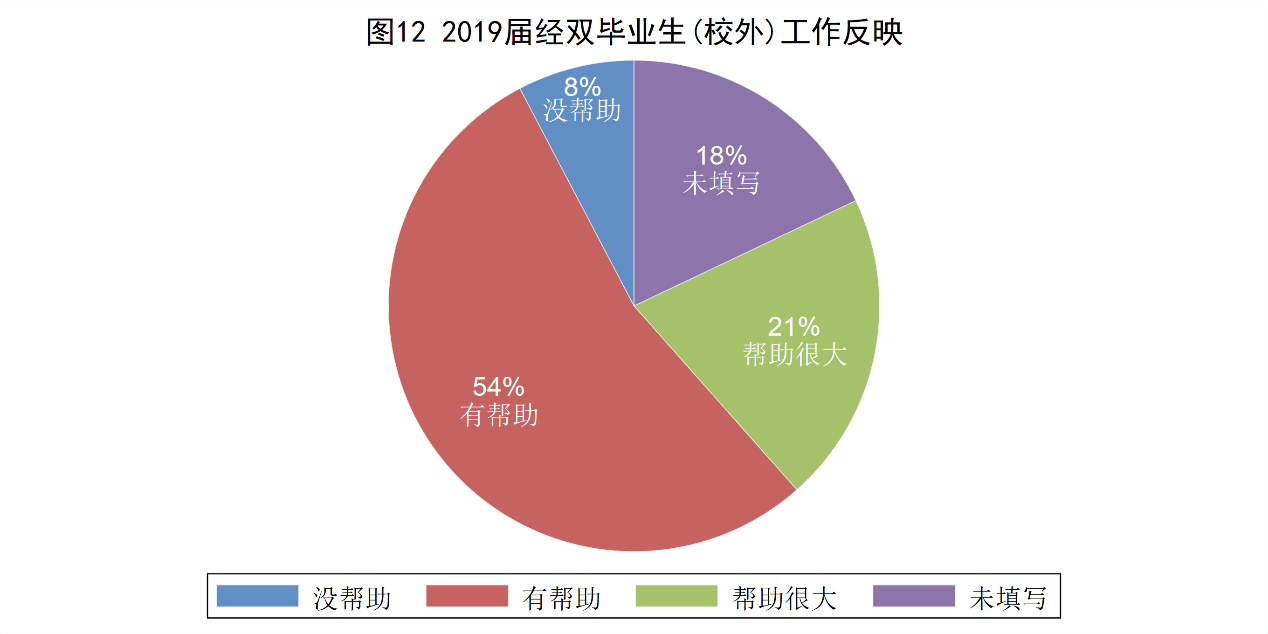 图12 2019届经双毕业生(校外)工作反映
8%
没帮助
18%
未填写
21%
帮助很大
54%
有帮助
没帮助 有帮助 帮助很大 未填写